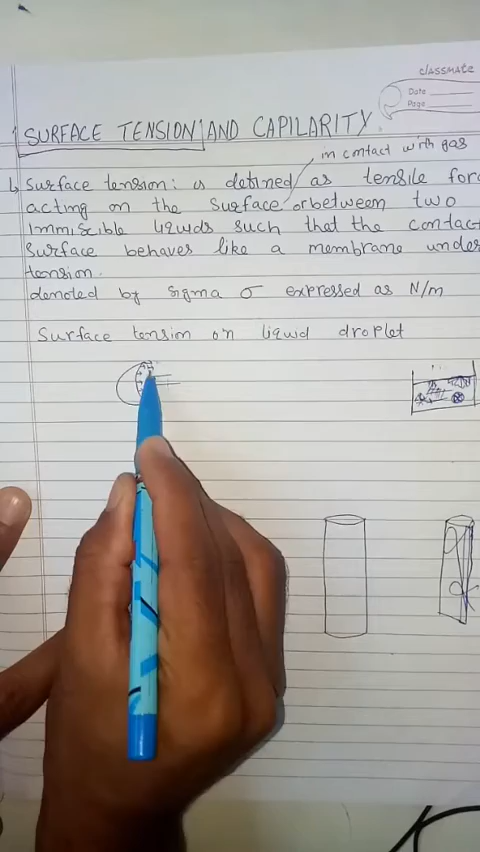 classmate
Date
Page
SURFACE TENSION AND CAPILARITY
in contact with gas
Surface tension: is defined as tensile forc
acting on the surface or between two
immiscible liquids such that the contact
surface behaves like a membrane under
tension.
denoted by sigma σ expressed as N/m
Surface tension on liquid droplet